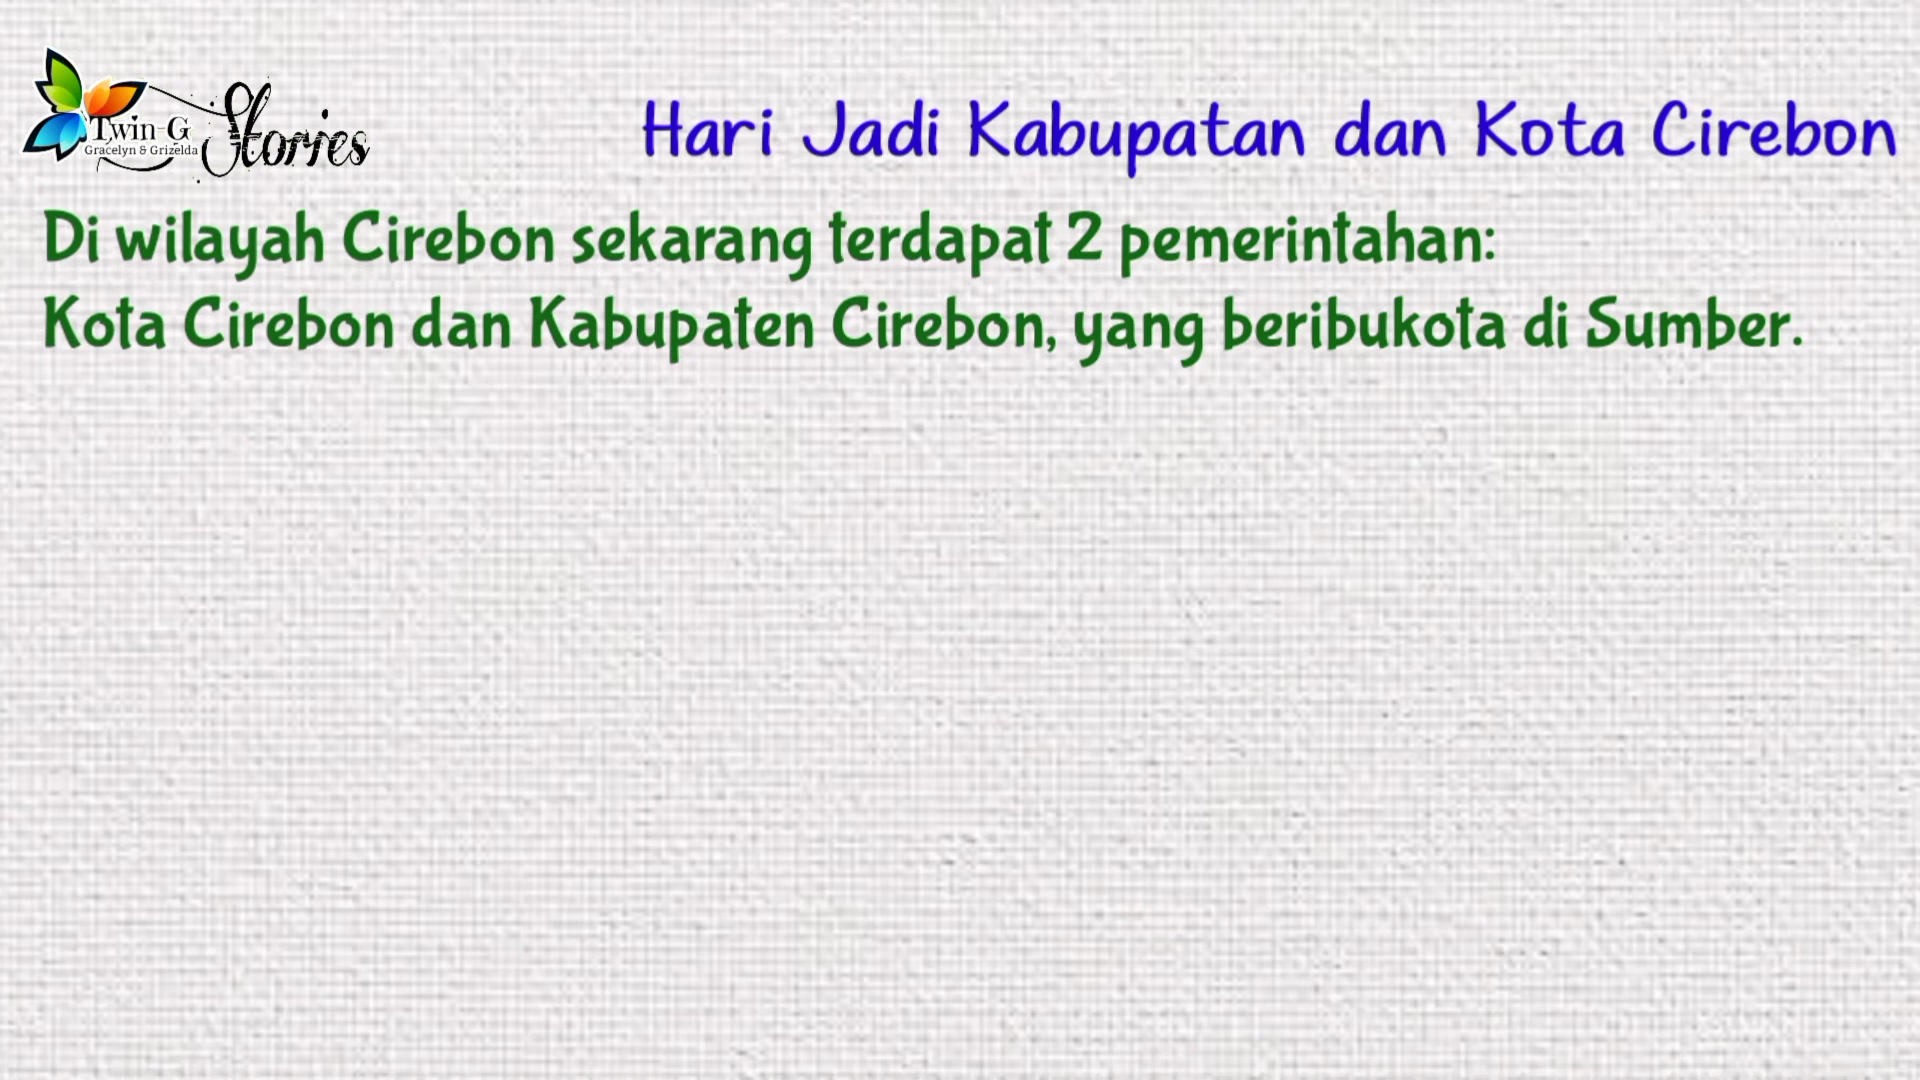 Twin-G
Gracelyn & Grizelda
Stories
Hari Jadi Kabupatan dan Kota Cirebon
Di wilayah Cirebon sekarang terdapat 2 pemerintahan:
Kota Cirebon dan Kabupaten Cirebon, yang beribukota di Sumber.